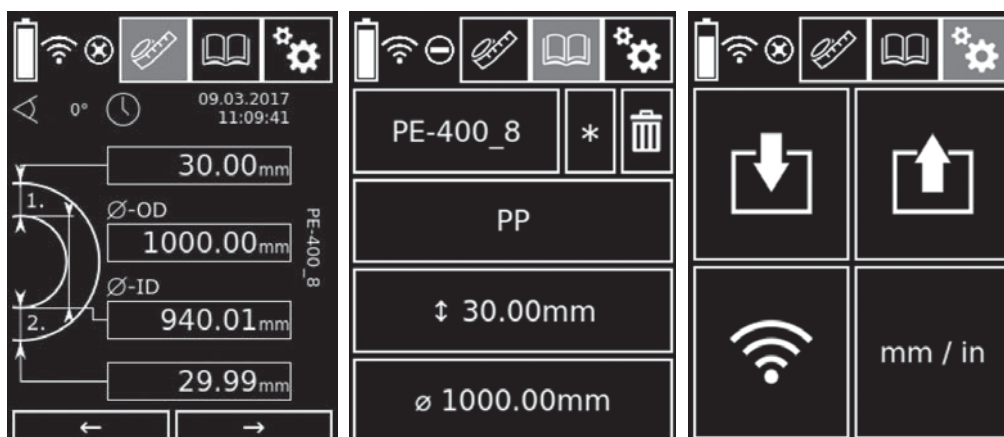 0°
09.03.2017
11:09:41
30.00mm
1.
Ø-OD
1000.00mm
Ø-ID
2.
940.01mm
29.99mm
PE-400_8
← →
PE-400_8 *
PP
↕ 30.00mm
⌀ 1000.00mm
mm / in